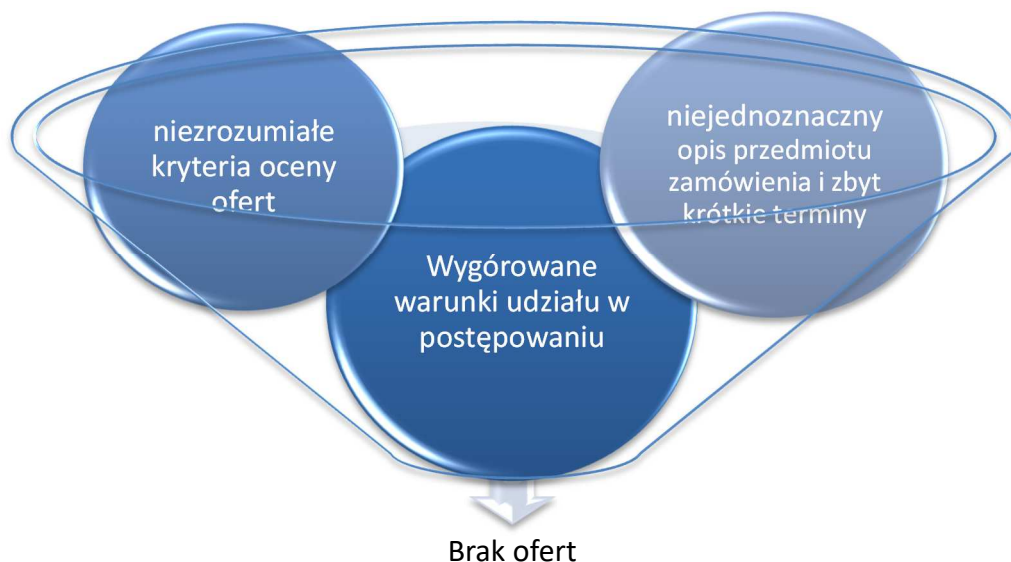 niezrozumiałe
kryteria oceny
ofert
niejednoznaczny
opis przedmiotu
zamówienia i zbyt
krótkie terminy
Wygórowane
warunki udziału w
postępowaniu
Brak ofert